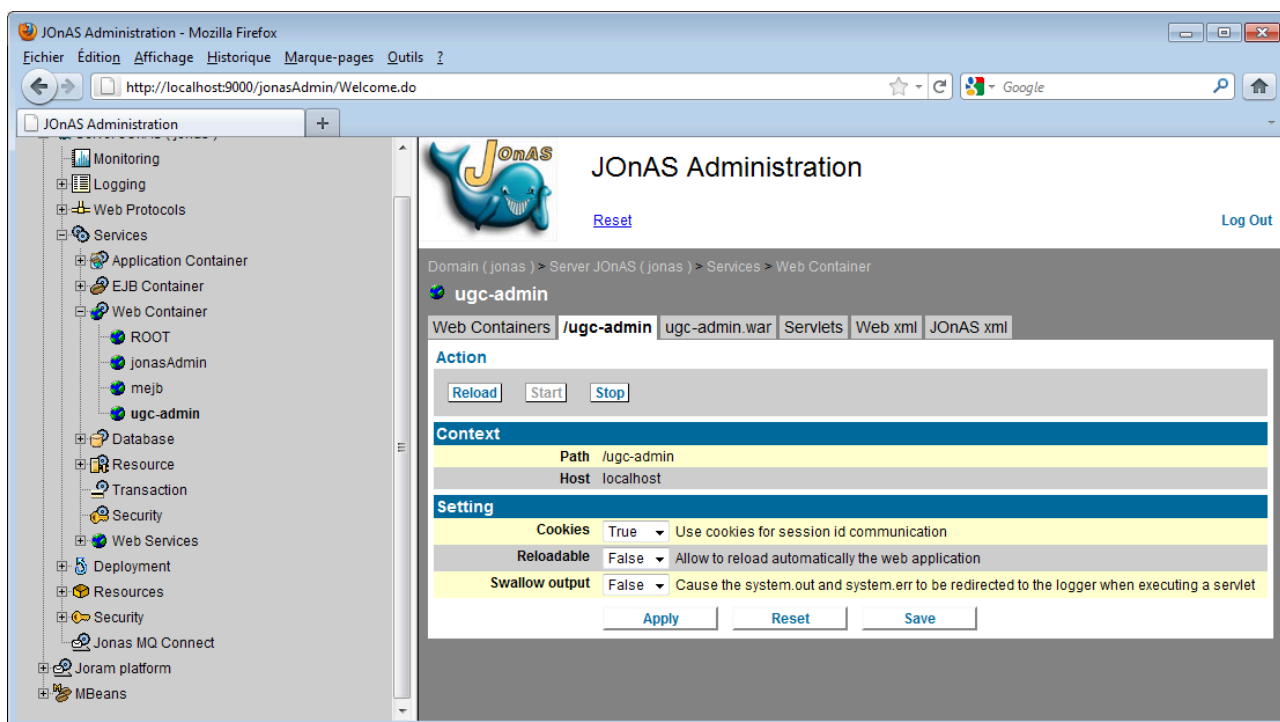 JOnAS Administration - Mozilla Firefox
Fichier Édition Affichage Historique Marque-pages Outils ?
http://localhost:9000/jonasAdmin/Welcome.do
Google
JOnAS Administration
Monitoring
Logging
Web Protocols
Services
Application Container
EJB Container
Web Container
ROOT
jonasAdmin
mejb
ugc-admin
Database
Resource
Transaction
Security
Web Services
Deployment
Resources
Security
Jonas MQ Connect
Joram platform
MBeans
JOnAS
JOnAS Administration
Reset
Log Out
Domain ( jonas ) > Server JOnAS ( jonas ) > Services > Web Container
ugc-admin
Web Containers /ugc-admin ugc-admin.war Servlets Web xml JOnAS xml
Action
Reload Start Stop
Context
Path /ugc-admin
Host localhost
Setting
Cookies True Use cookies for session id communication
Reloadable False Allow to reload automatically the web application
Swallow output False Cause the system.out and system.err to be redirected to the logger when executing a servlet
Apply Reset Save